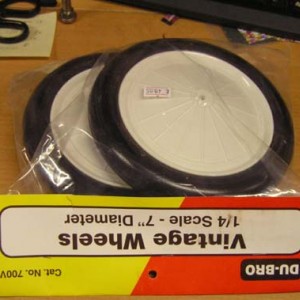 DU-BRO
Vintage Wheels
1/4 Scale - 7" Diameter
Cat. No. 700V